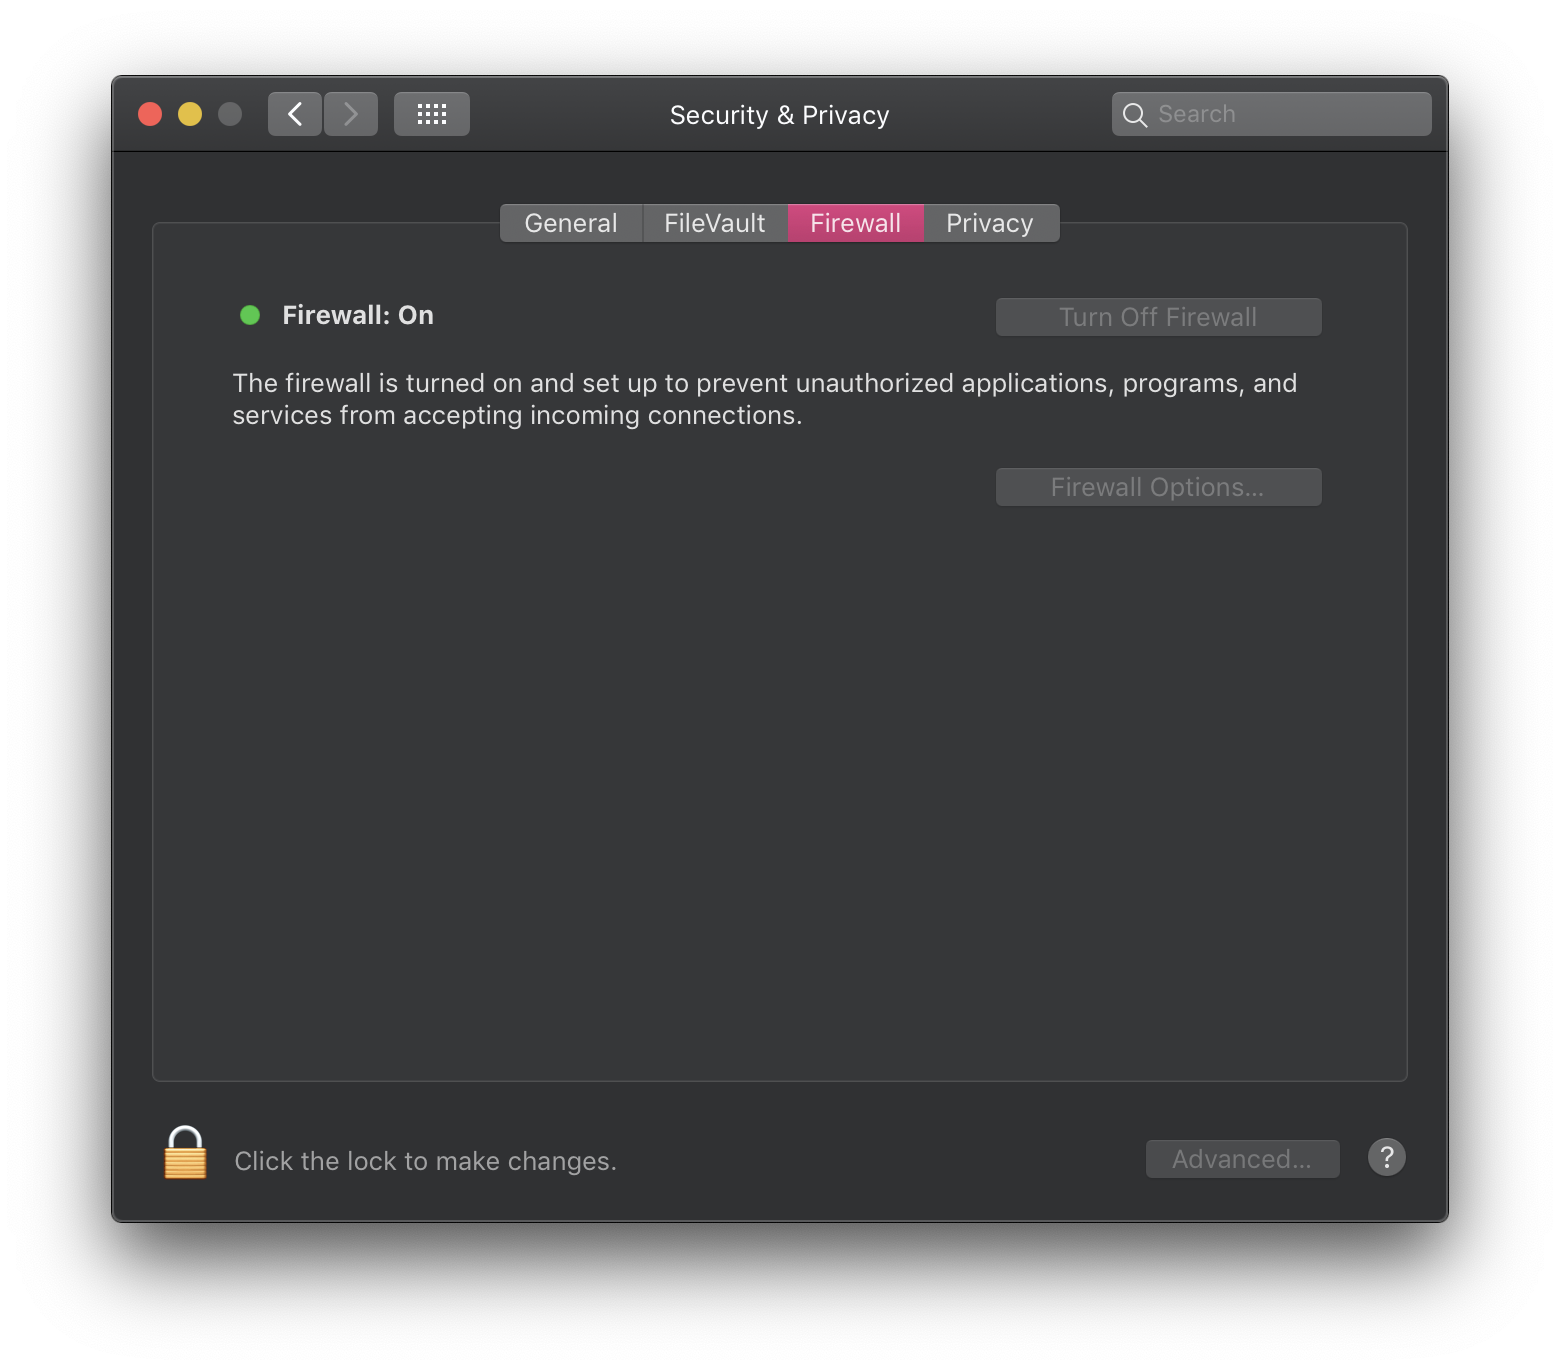 Security & Privacy
Search
General
FileVault
Firewall
Privacy
Firewall: On
Turn Off Firewall
The firewall is turned on and set up to prevent unauthorized applications, programs, and
services from accepting incoming connections.
Firewall Options...
Click the lock to make changes.
Advanced...
?